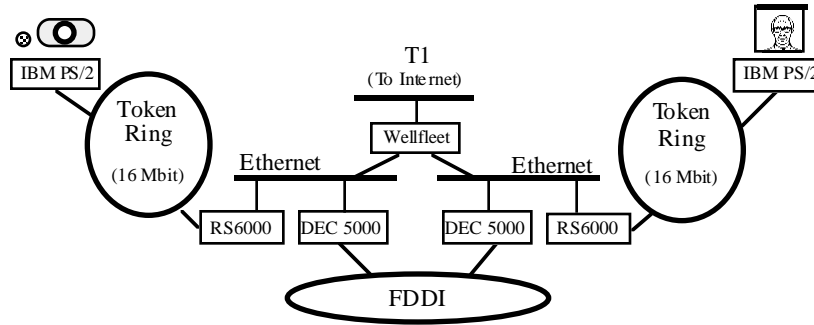 T1
(To Internet)
IBM PS/2
IBM PS/2
Token
Ring
(16 Mbit)
Token
Ring
(16 Mbit)
Wellfleet
Ethernet
Ethernet
RS6000
DEC 5000
DEC 5000
RS6000
FDDI